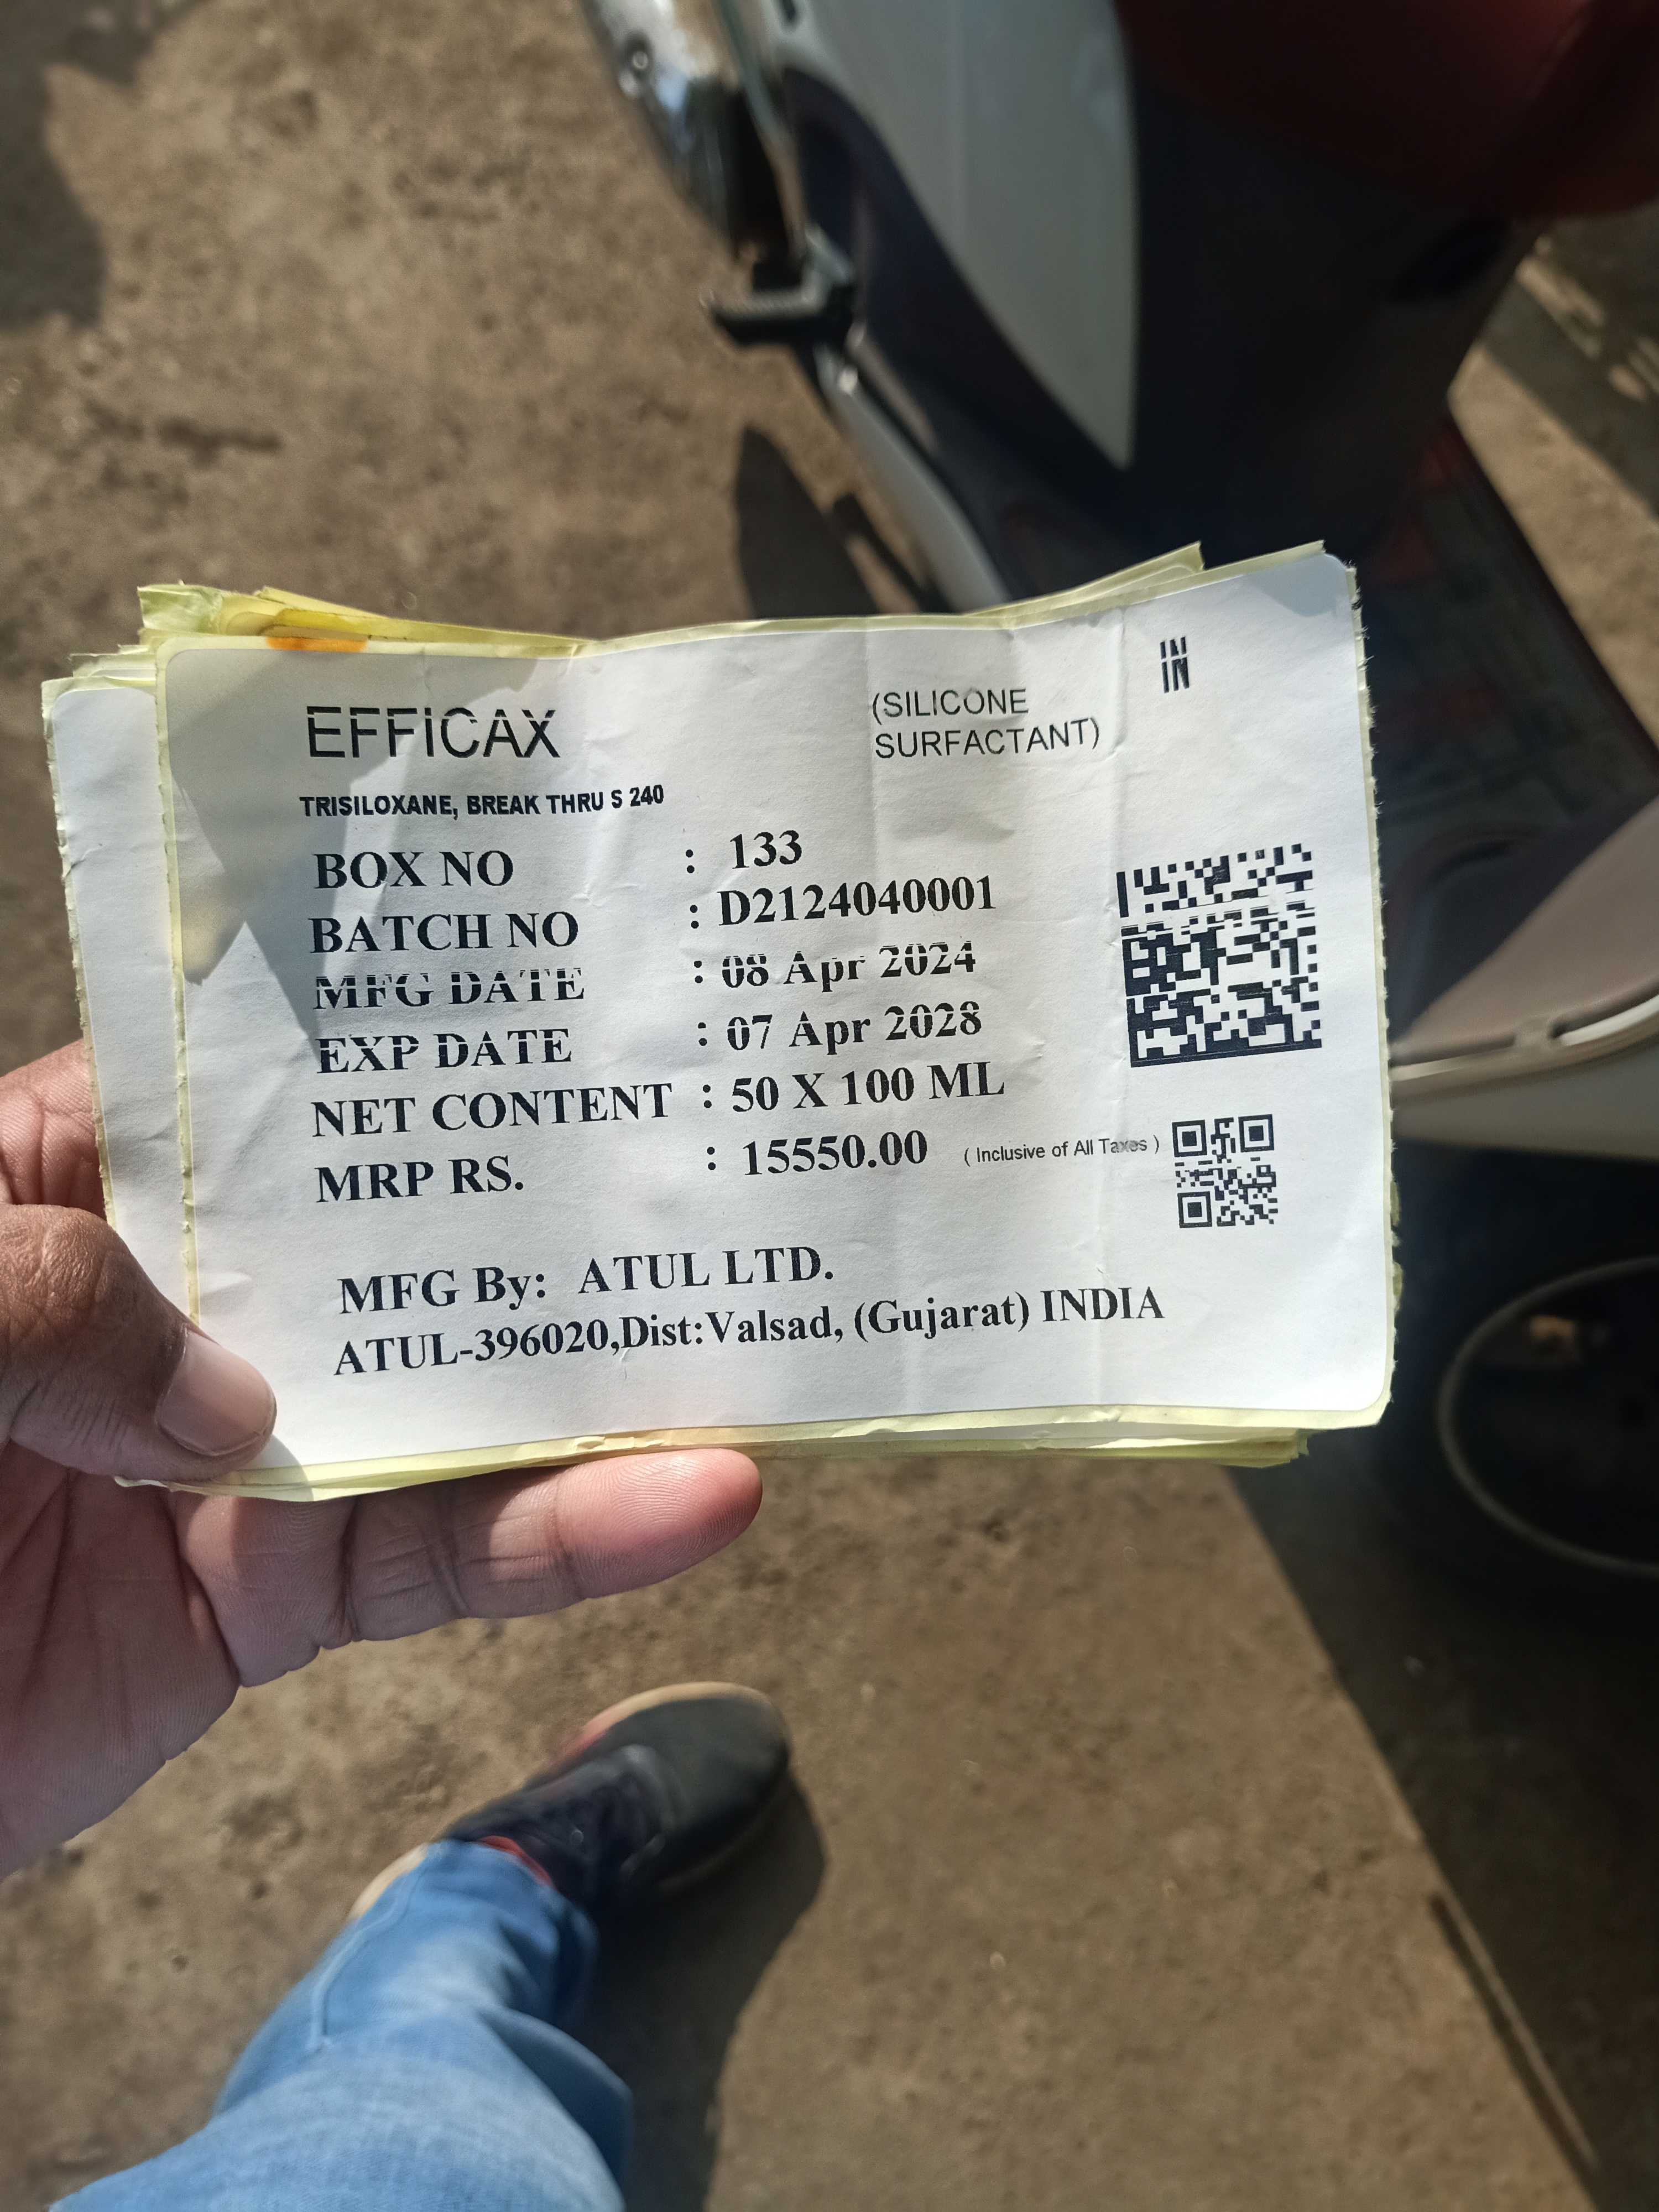 IN
EFFICAX (SILICONE
SURFACTANT)
TRISILOXANE, BREAK THRU S 240
BOX NO : 133
BATCH NO : D2124040001
MFG DATE : 08 Apr 2024
EXP DATE : 07 Apr 2028
NET CONTENT : 50 X 100 ML
MRP RS. : 15550.00 ( Inclusive of All Taxes )
MFG By: ATUL LTD.
ATUL-396020,Dist:Valsad, (Gujarat) INDIA